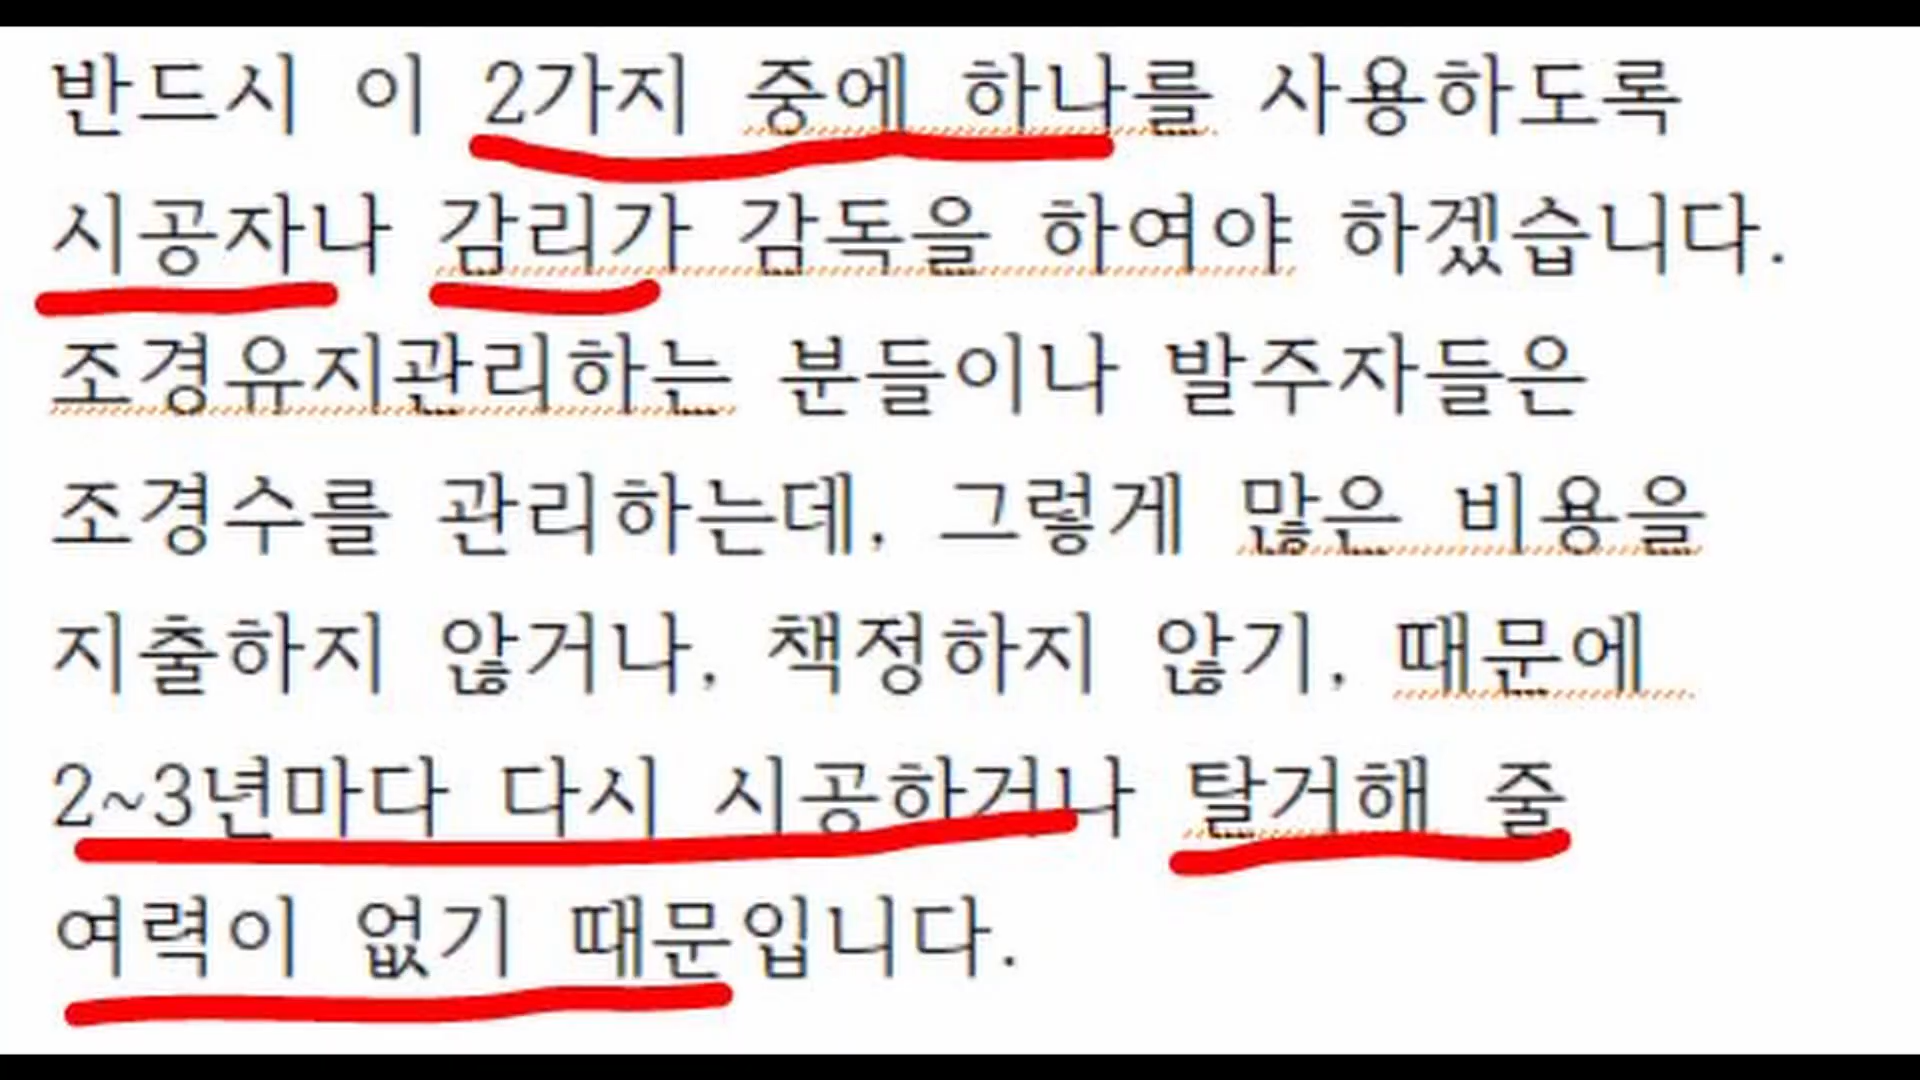 반드시 이 2가지 중에 하나를 사용하도록
시공자나 감리가 감독을 하여야 하겠습니다.
조경유지관리하는 분들이나 발주자들은
조경수를 관리하는데, 그렇게 많은 비용을
지출하지 않거나, 책정하지 않기, 때문에
2~3년마다 다시 시공하거나 탈거해 줄
여력이 없기 때문입니다.